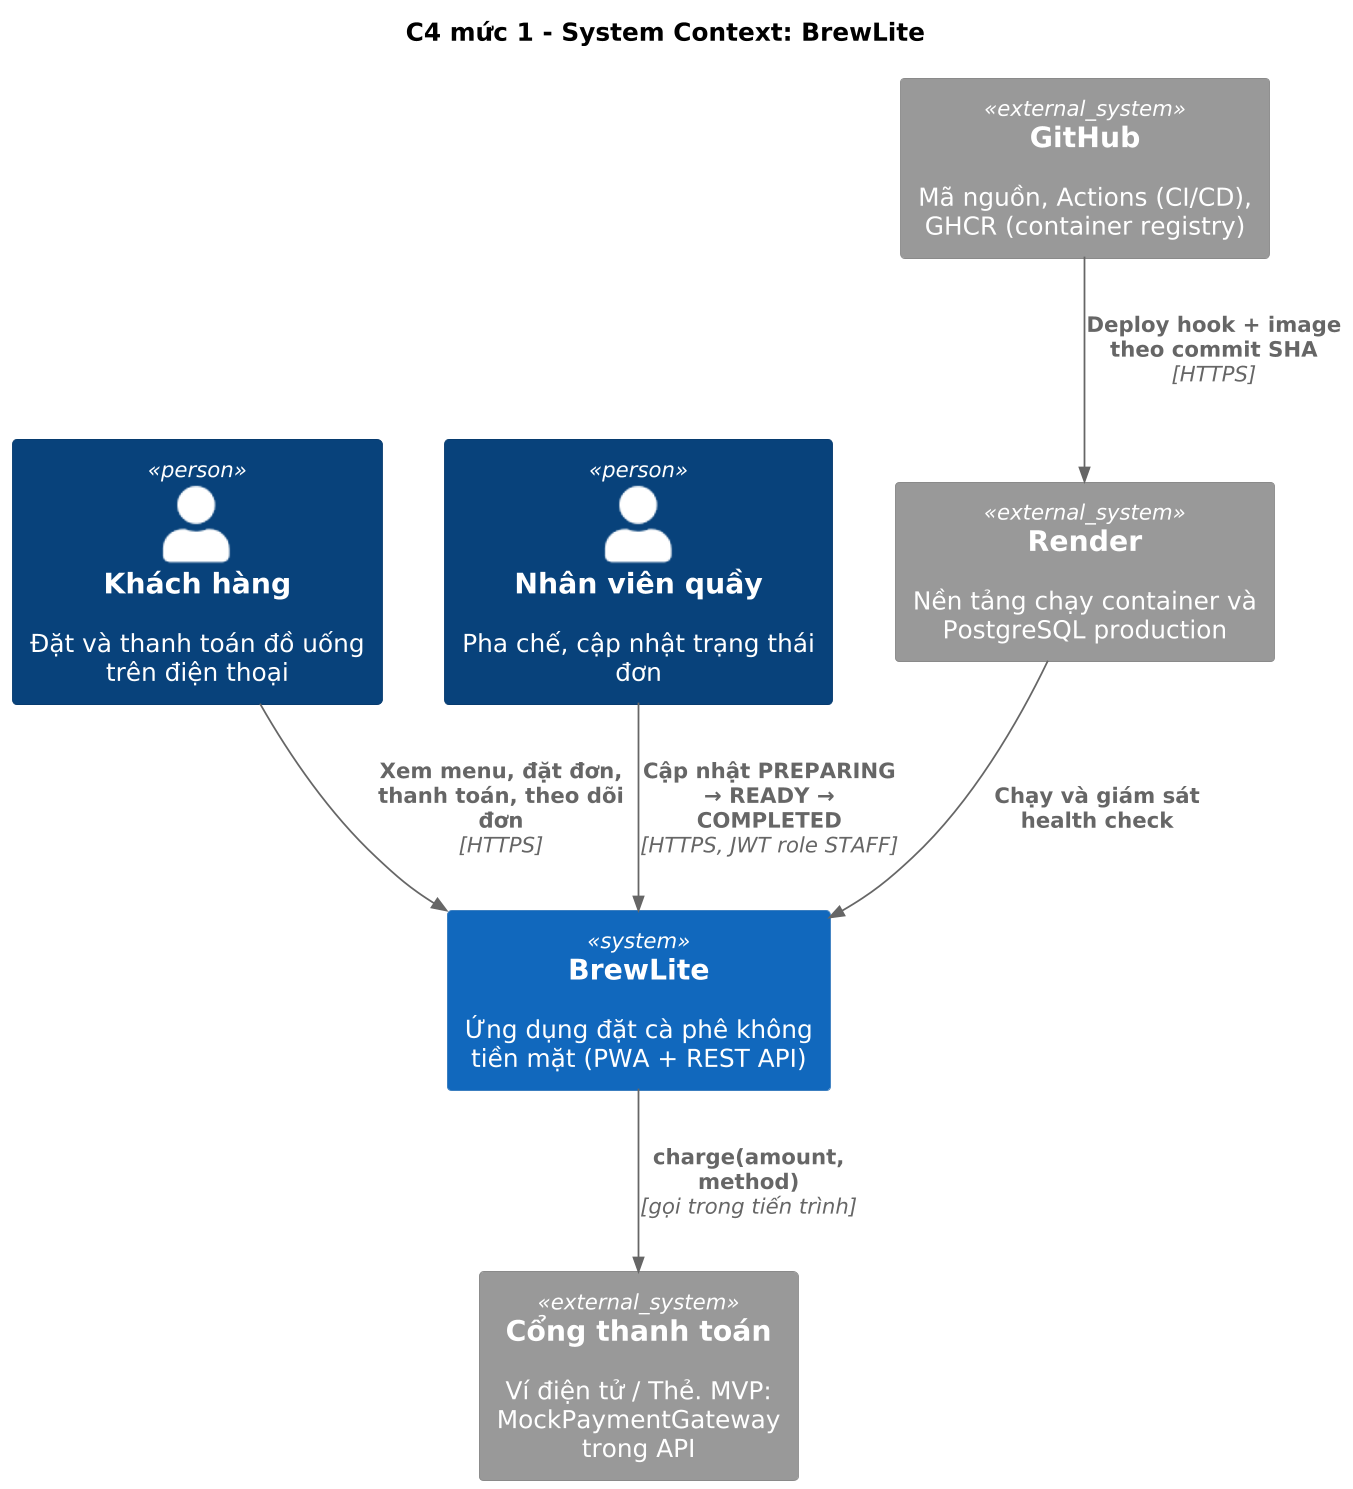 C4 mức 1 - System Context: BrewLite
«external_system»
GitHub
Mã nguồn, Actions (CI/CD),
GHCR (container registry)
Deploy hook + image
theo commit SHA
[HTTPS]
«person»
Khách hàng
Đặt và thanh toán đồ uống
trên điện thoại
«person»
Nhân viên quầy
Pha chế, cập nhật trạng thái
đơn
«external_system»
Render
Nền tảng chạy container và
PostgreSQL production
Xem menu, đặt đơn,
thanh toán, theo dõi
đơn
[HTTPS]
Cập nhật PREPARING
→ READY →
COMPLETED
[HTTPS, JWT role STAFF]
Chạy và giám sát
health check
«system»
BrewLite
Ứng dụng đặt cà phê không
tiền mặt (PWA + REST API)
charge(amount,
method)
[gọi trong tiến trình]
«external_system»
Cổng thanh toán
Ví điện tử / Thẻ. MVP:
MockPaymentGateway
trong API